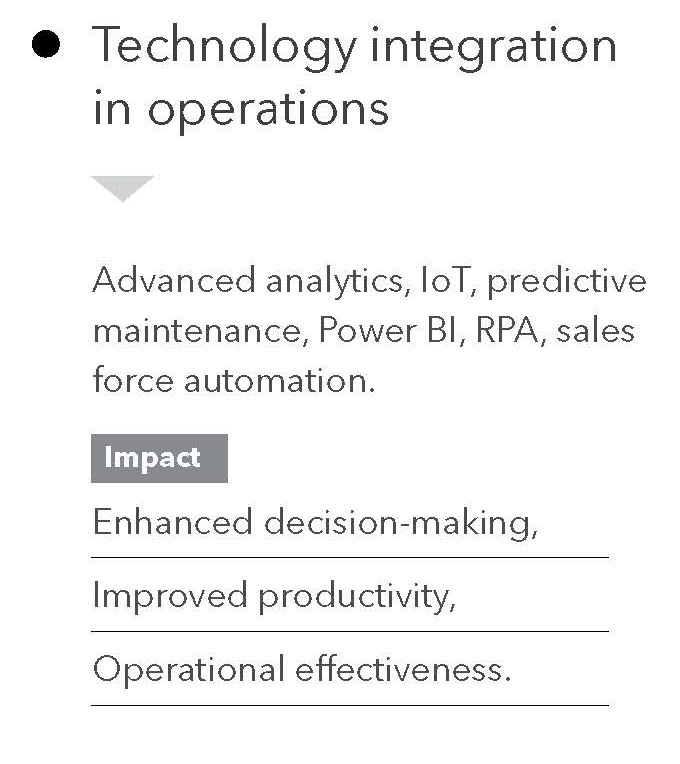 Technology integration
in operations
Advanced analytics, IoT, predictive
maintenance, Power BI, RPA, sales
force automation.
Impact
Enhanced decision-making,
Improved productivity,
Operational effectiveness.